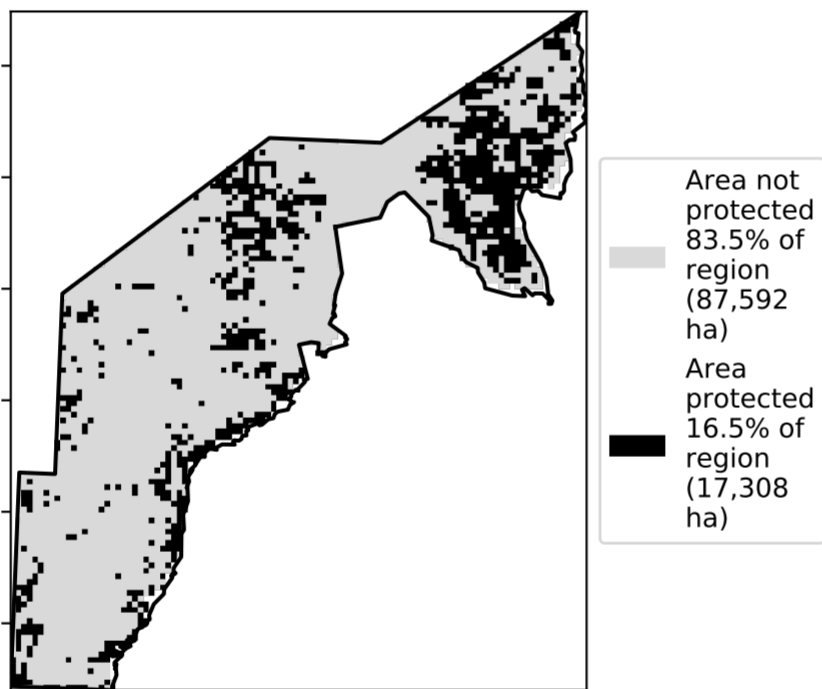 Area not
protected
83.5% of
region
(87,592
ha)
Area
protected
16.5% of
region
(17,308
ha)